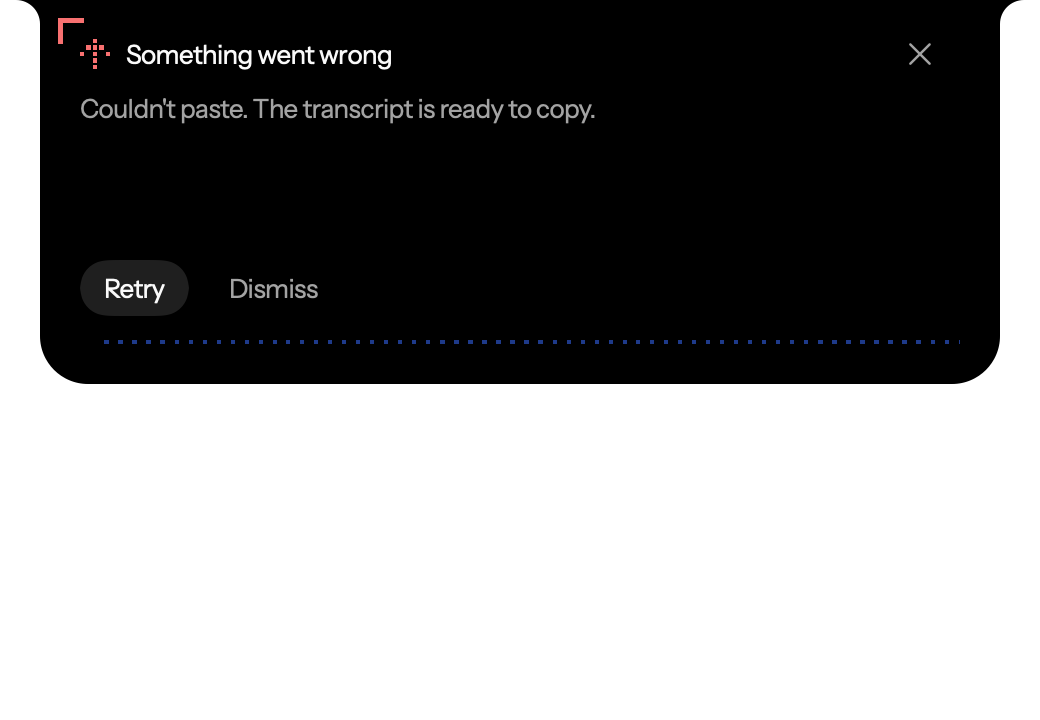 Something went wrong
Couldn't paste. The transcript is ready to copy.
Retry
Dismiss